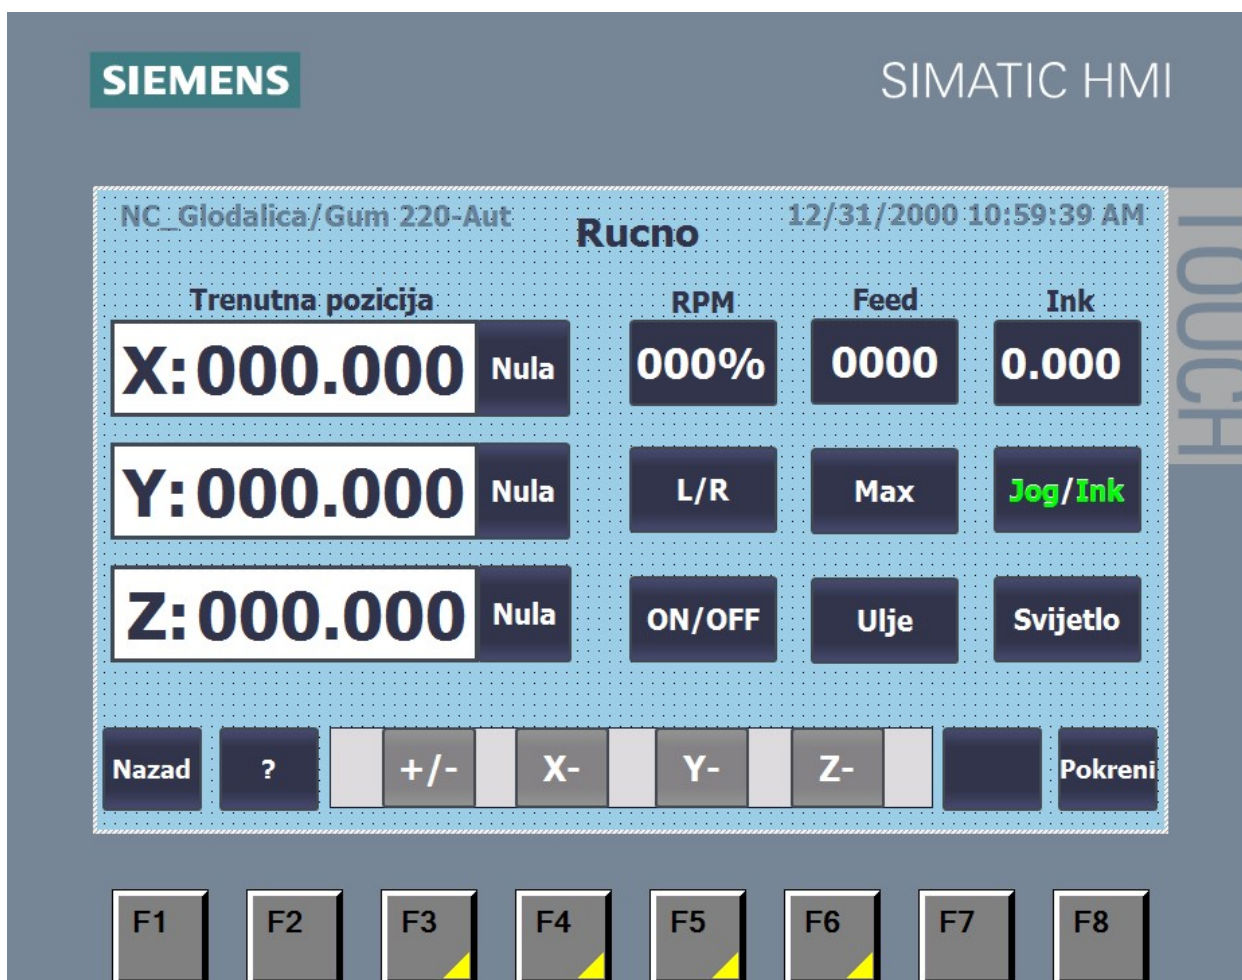 SIEMENS
SIMATIC HMI
TOUCH
NC_Glodalica/Gum 220-Aut
Rucno
12/31/2000 10:59:39 AM
Trenutna pozicija
RPM
Feed
Ink
X:000.000
Nula
000%
0000
0.000
Y:000.000
Nula
L/R
Max
Jog/Ink
Z:000.000
Nula
ON/OFF
Ulje
Svijetlo
Nazad
?
+/-
X-
Y-
Z-
Pokreni
F1
F2
F3
F4
F5
F6
F7
F8